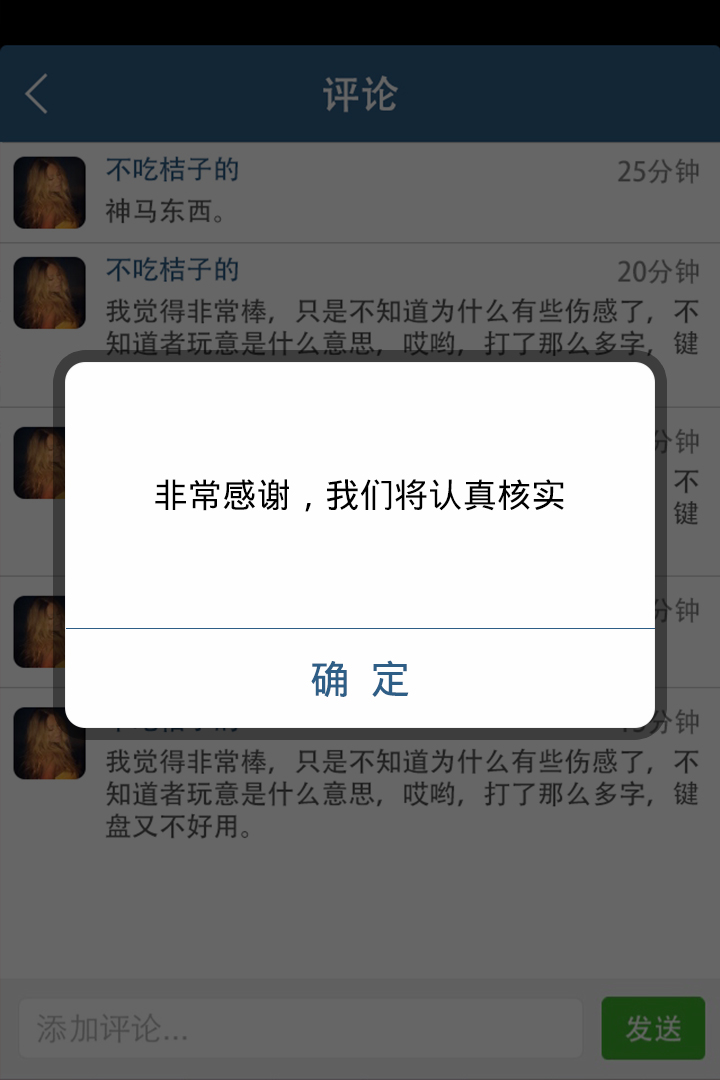 评论
不吃桔子的
25分钟
神马东西。
不吃桔子的
20分钟
我觉得非常棒，只是不知道为什么有些伤感了，不
知道者玩意是什么意思，哎哟，打了那么多字，键
分钟
不
键
非常感谢，我们将认真核实
分钟
确 定
分钟
我觉得非常棒，只是不知道为什么有些伤感了，不
知道者玩意是什么意思，哎哟，打了那么多字，键
盘又不好用。
添加评论...
发送